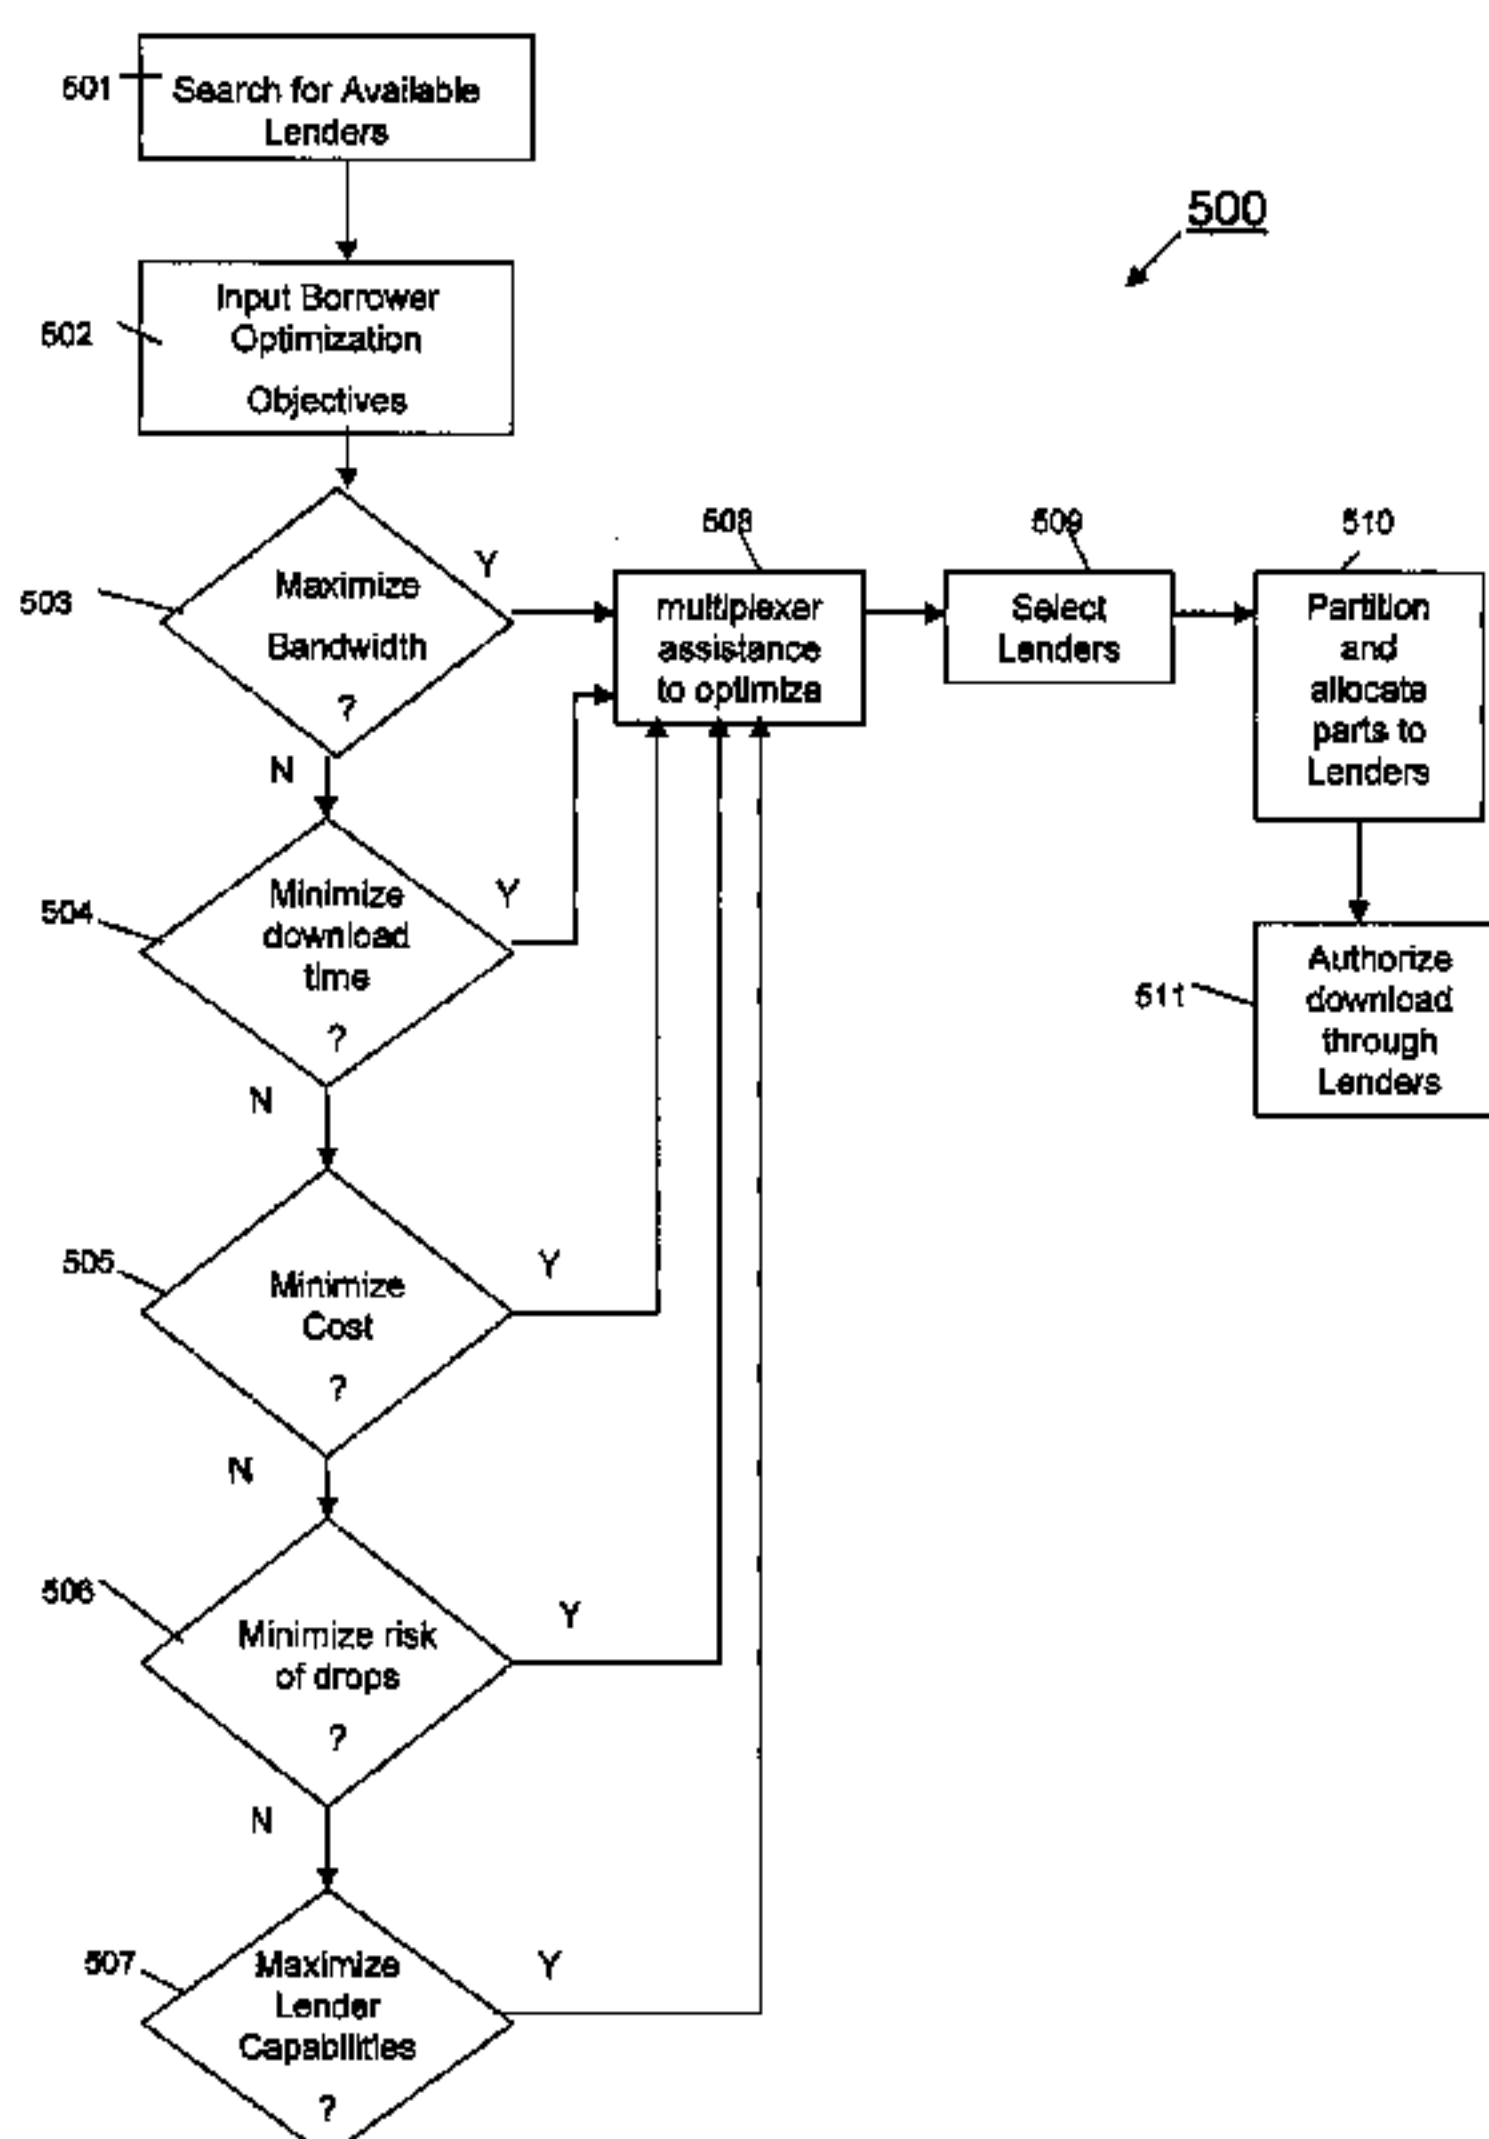 501
Search for Available
Lenders
500
502
Input Borrower
Optimization
Objectives
503
Maximize
Bandwidth
?
Y
N
508
multiplexer
assistance
to optimize
509
Select
Lenders
510
Partition
and
allocate
parts to
Lenders
504
Minimize
download
time
?
Y
N
511
Authorize
download
through
Lenders
505
Minimize
Cost
?
Y
N
506
Minimize risk
of drops
?
Y
N
507
Maximize
Lender
Capabilities
?
Y